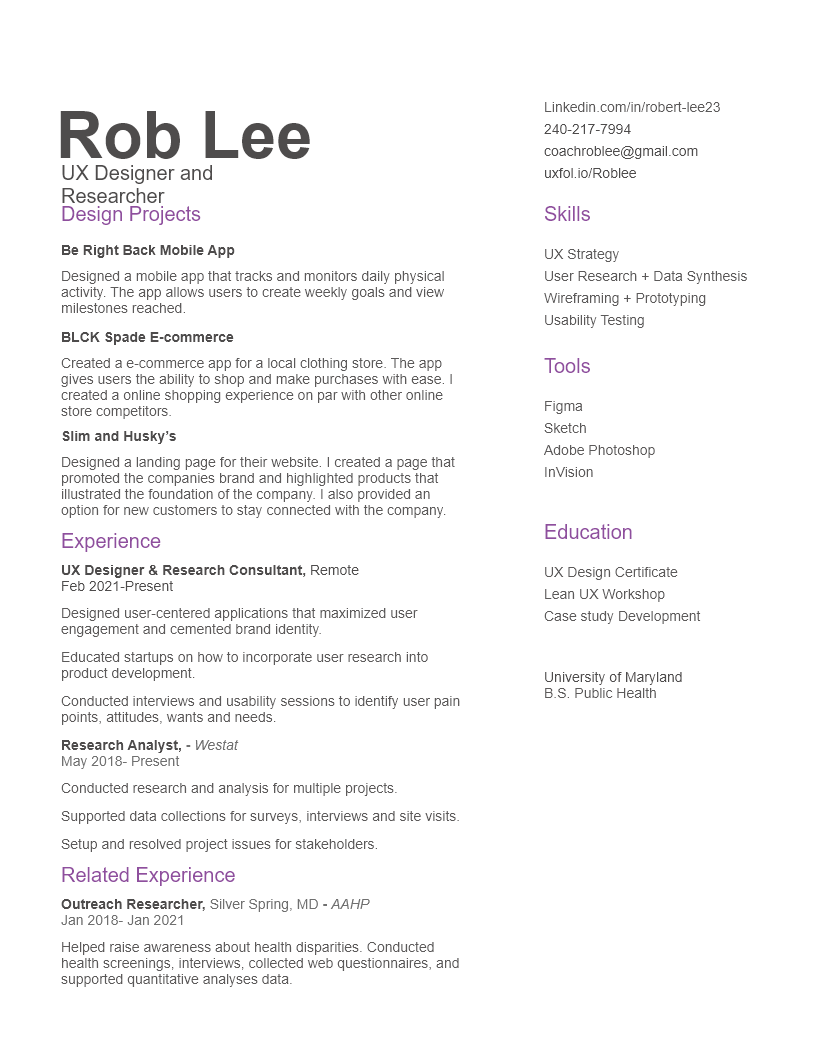 Rob Lee
UX Designer and
Researcher
Design Projects
Be Right Back Mobile App
Designed a mobile app that tracks and monitors daily physical
activity. The app allows users to create weekly goals and view
milestones reached.
BLCK Spade E-commerce
Created a e-commerce app for a local clothing store. The app
gives users the ability to shop and make purchases with ease. I
created a online shopping experience on par with other online
store competitors.
Slim and Husky’s
Designed a landing page for their website. I created a page that
promoted the companies brand and highlighted products that
illustrated the foundation of the company. I also provided an
option for new customers to stay connected with the company.
Experience
UX Designer & Research Consultant, Remote
Feb 2021-Present
Designed user-centered applications that maximized user
engagement and cemented brand identity.
Educated startups on how to incorporate user research into
product development.
Conducted interviews and usability sessions to identify user pain
points, attitudes, wants and needs.
Research Analyst, - Westat
May 2018- Present
Conducted research and analysis for multiple projects.
Supported data collections for surveys, interviews and site visits.
Setup and resolved project issues for stakeholders.
Related Experience
Outreach Researcher, Silver Spring, MD - AAHP
Jan 2018- Jan 2021
Helped raise awareness about health disparities. Conducted
health screenings, interviews, collected web questionnaires, and
supported quantitative analyses data.
Linkedin.com/in/robert-lee23
240-217-7994
coachroblee@gmail.com
uxfol.io/Roblee
Skills
UX Strategy
User Research + Data Synthesis
Wireframing + Prototyping
Usability Testing
Tools
Figma
Sketch
Adobe Photoshop
InVision
Education
UX Design Certificate
Lean UX Workshop
Case study Development
University of Maryland
B.S. Public Health